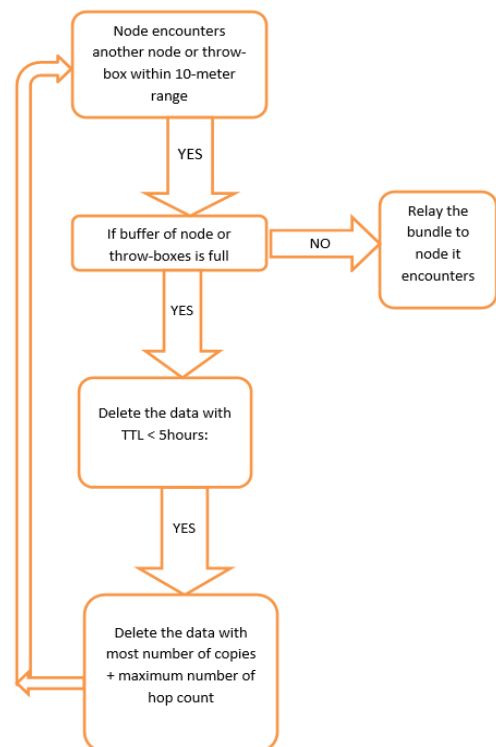 Node encounters
another node or throw-
box within 10-meter
range
YES
If buffer of node or
throw-boxes is full
NO
Relay the
bundle to
node it
encounters
YES
Delete the data with
TTL < 5hours:
YES
Delete the data with
most number of copies
+ maximum number of
hop count